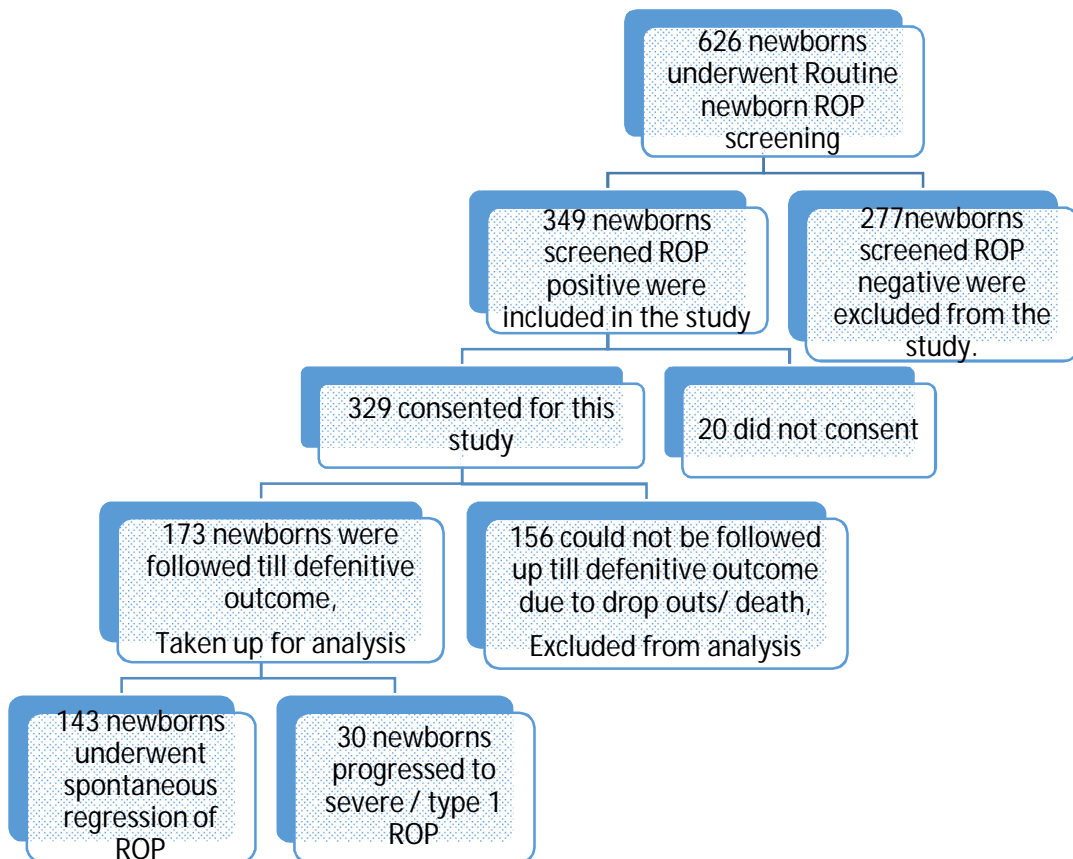 626 newborns
underwent Routine
newborn ROP
screening
349 newborns
screened ROP
positive were
included in the study
277newborns
screened ROP
negative were
excluded from the
study.
329 consented for this
study
20 did not consent
173 newborns were
followed till defenitive
outcome,
Taken up for analysis
156 could not be followed
up till defenitive outcome
due to drop outs/ death,
Excluded from analysis
143 newborns
underwent
spontaneous
regression of
ROP
30 newborns
progressed to
severe / type 1
ROP